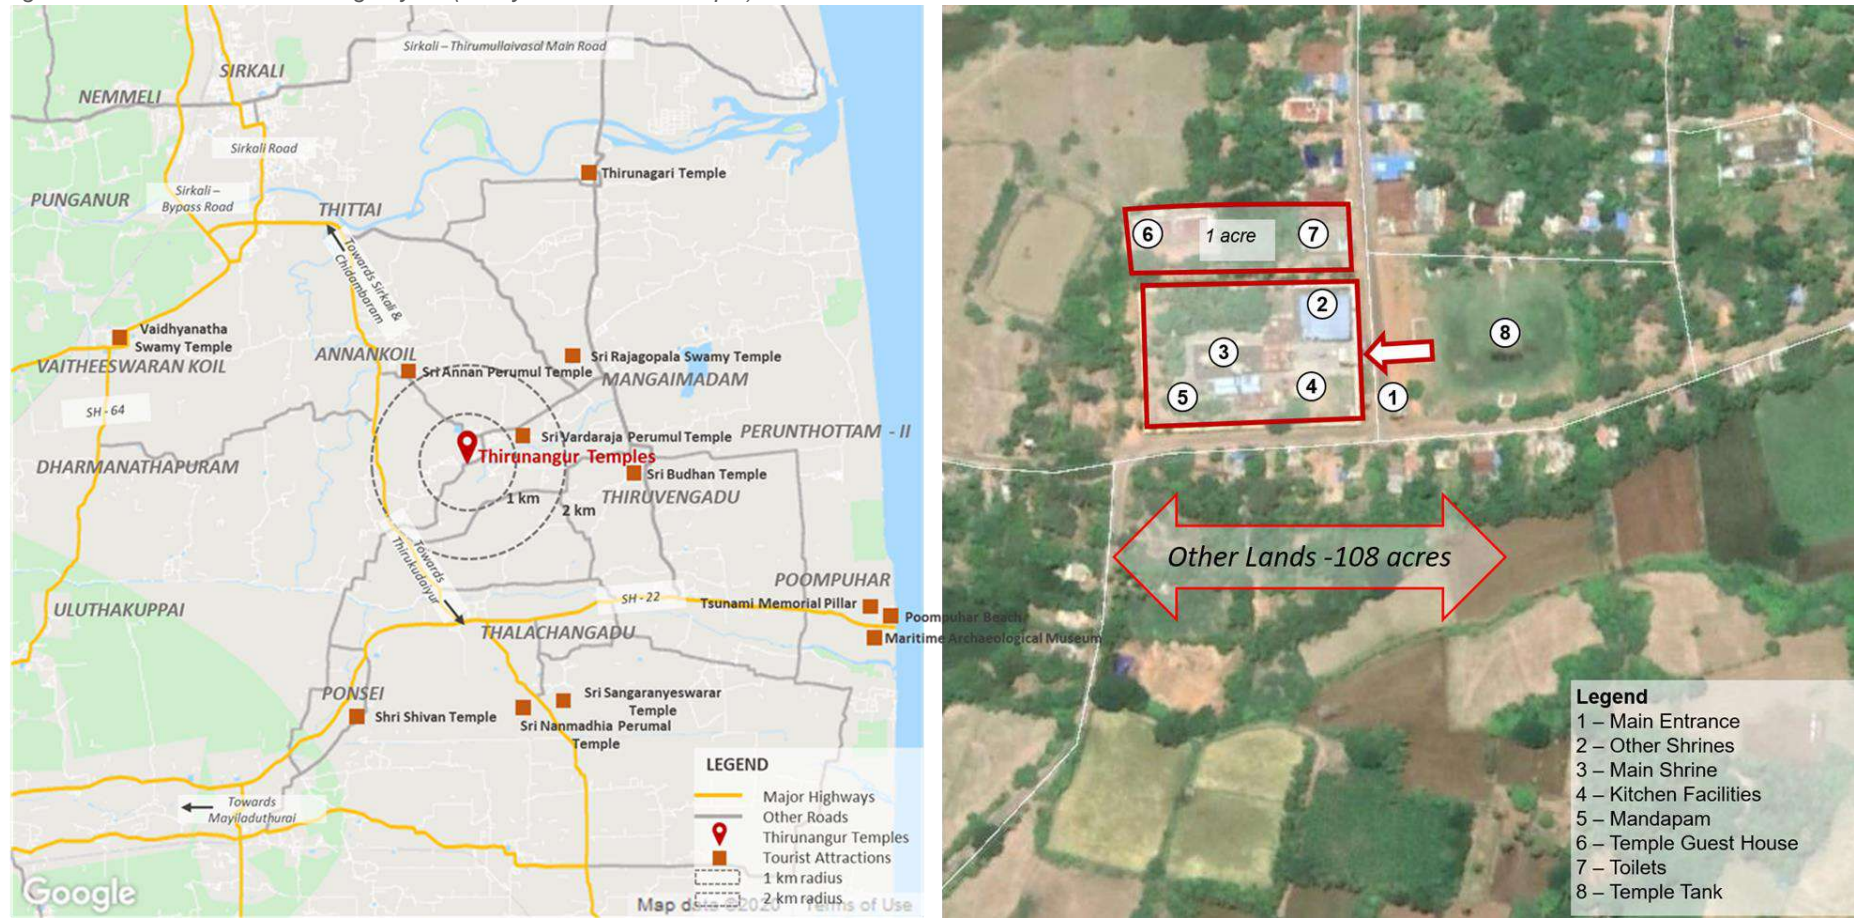 Sirkali – Thirumullaivasal Main Road
SIRKALI
NEMMELI
Sirkali Road
Sirkali –
Bypass Road
PUNGANUR
THITTAI
Thirunagari Temple
Towards Sirkali &
Chidambaram
Vaidhyanatha
Swamy Temple
VAITHEESWARAN KOIL
ANNANKOIL
Sri Annan Perumul Temple
Sri Rajagopala Swamy Temple
MANGAIMADAM
SH - 64
Sri Vardaraja Perumul Temple
PERUNTHOTTAM - II
Thirunangur Temples
DHARMANATHAPURAM
Sri Budhan Temple
THIRUVENGADU
1 km
2 km
Towards
Thirukudaiyur
POOMPUHAR
ULUTHAKUPPAI
SH - 22
Tsunami Memorial Pillar
Poompuhar Beach
THALACHANGADU
Maritime Archaeological Museum
PONSEI
Shri Shivan Temple
Sri Sangaranyeswarar
Temple
Sri Nanmadhia Perumal
Temple
Towards
Mayiladuthurai
LEGEND
Major Highways
Other Roads
Thirunangur Temples
Tourist Attractions
1 km radius
2 km radius
Google
Map data ©2020
Terms of Use
6
1 acre
7
2
3
8
4
5
1
Other Lands -108 acres
Legend
1 – Main Entrance
2 – Other Shrines
3 – Main Shrine
4 – Kitchen Facilities
5 – Mandapam
6 – Temple Guest House
7 – Toilets
8 – Temple Tank